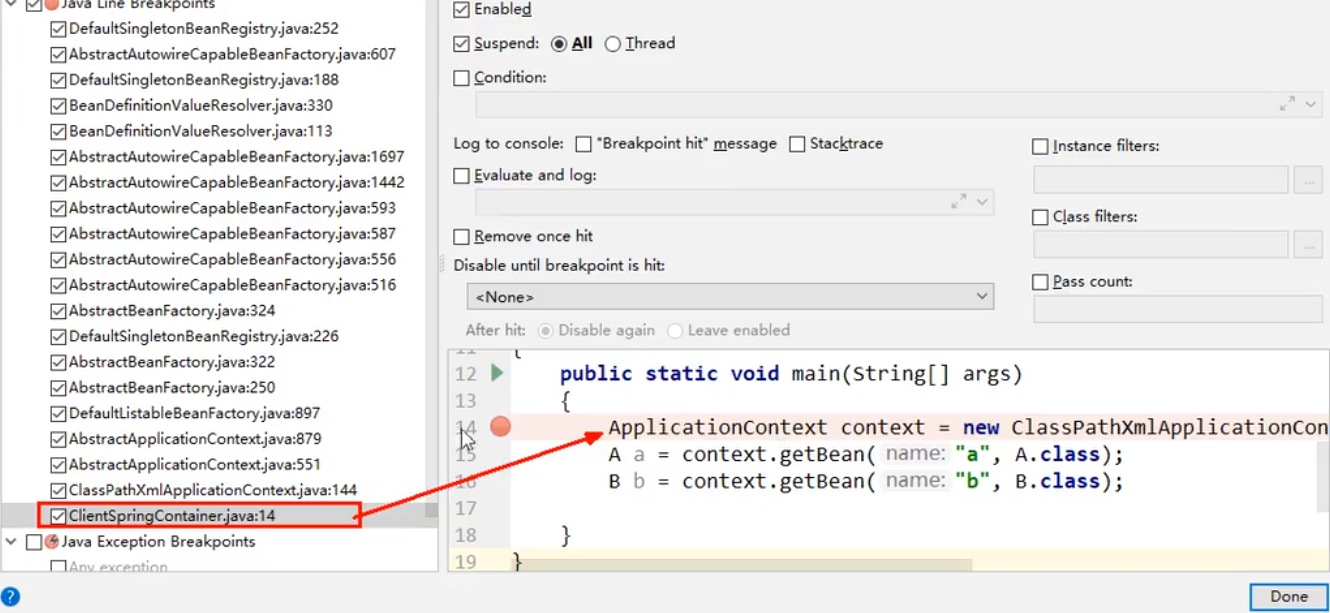 Java Line Breakpoints
DefaultSingletonBeanRegistry.java:252
AbstractAutowireCapableBeanFactory.java:607
DefaultSingletonBeanRegistry.java:188
BeanDefinitionValueResolver.java:330
BeanDefinitionValueResolver.java:113
AbstractAutowireCapableBeanFactory.java:1697
AbstractAutowireCapableBeanFactory.java:1442
AbstractAutowireCapableBeanFactory.java:593
AbstractAutowireCapableBeanFactory.java:587
AbstractAutowireCapableBeanFactory.java:556
AbstractAutowireCapableBeanFactory.java:516
AbstractBeanFactory.java:324
DefaultSingletonBeanRegistry.java:226
AbstractBeanFactory.java:322
AbstractBeanFactory.java:250
DefaultListableBeanFactory.java:897
AbstractApplicationContext.java:879
AbstractApplicationContext.java:551
ClassPathXmlApplicationContext.java:144
ClientSpringContainer.java:14
Java Exception Breakpoints
Any exception
?
Enabled
Suspend: All Thread
Condition:
Log to console: "Breakpoint hit" message Stacktrace
Evaluate and log:
Remove once hit
Disable until breakpoint is hit:
<None>
After hit: Disable again Leave enabled
Instance filters:
...
Class filters:
...
Pass count:
11 {
12 public static void main(String[] args)
13 {
14 ApplicationContext context = new ClassPathXmlApplicationCon
15 A a = context.getBean( name: "a", A.class);
16 B b = context.getBean( name: "b", B.class);
17
18 }
19 }
Done